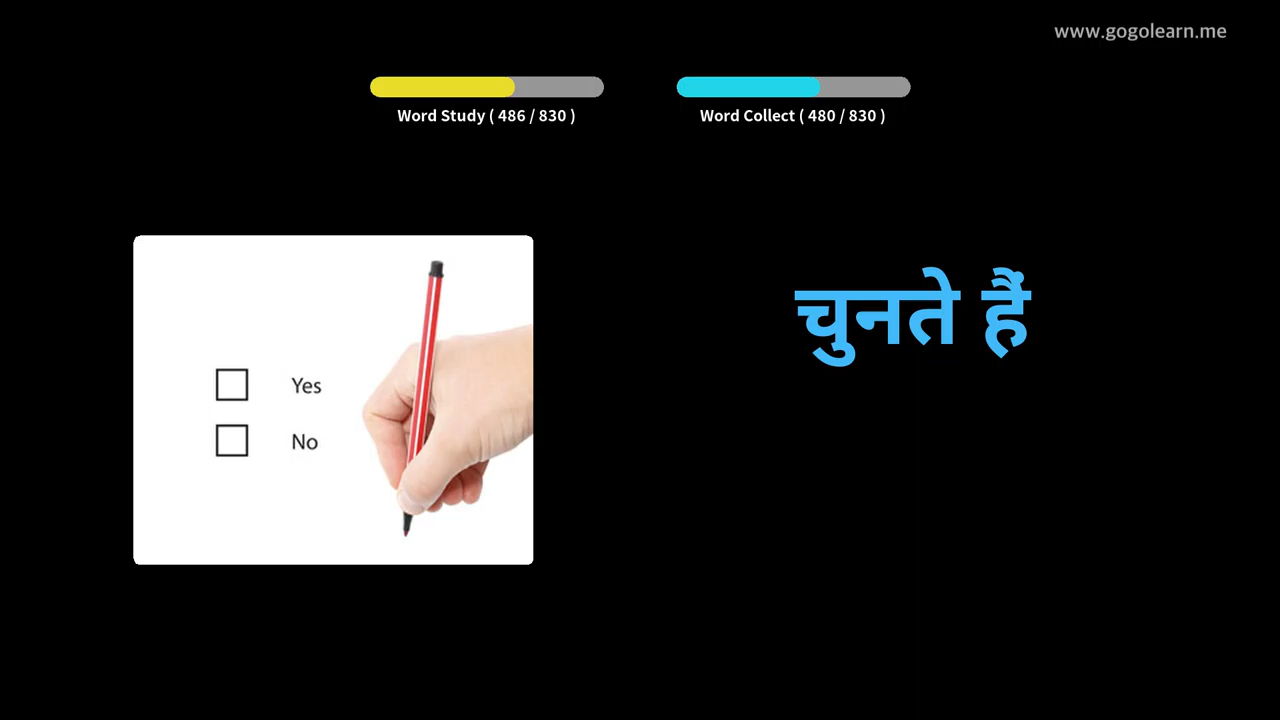 www.gogolearn.me
Word Study ( 486 / 830 )
Word Collect ( 480 / 830 )
चुनते हैं
Yes
No